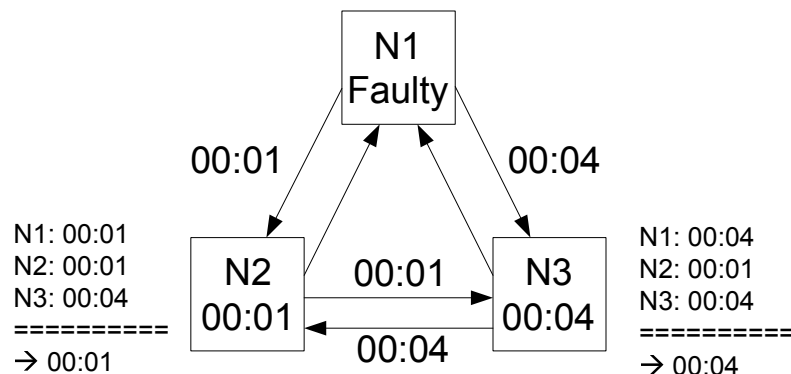 N1
Faulty
00:01
00:04
N1: 00:01
N2: 00:01
N3: 00:04
==========
→ 00:01
N2
00:01
00:01
00:04
N3
00:04
N1: 00:04
N2: 00:01
N3: 00:04
==========
→ 00:04